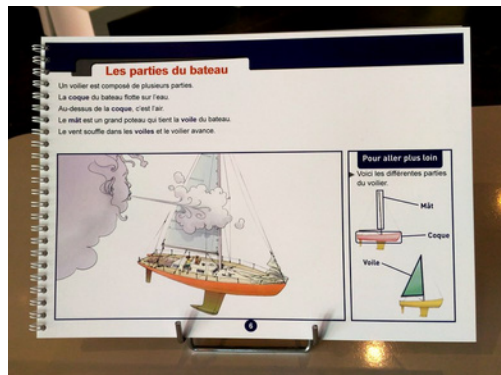 Les parties du bateau
Un voilier est composé de plusieurs parties.
La coque du bateau flotte sur l'eau.
Au-dessus de la coque, c'est l'air.
Le mât est un grand poteau qui tient la voile du bateau.
Le vent souffle dans les voiles et le voilier avance.
Pour aller plus loin
Voici les différentes parties
du voilier.
Mât
Coque
Voile
6